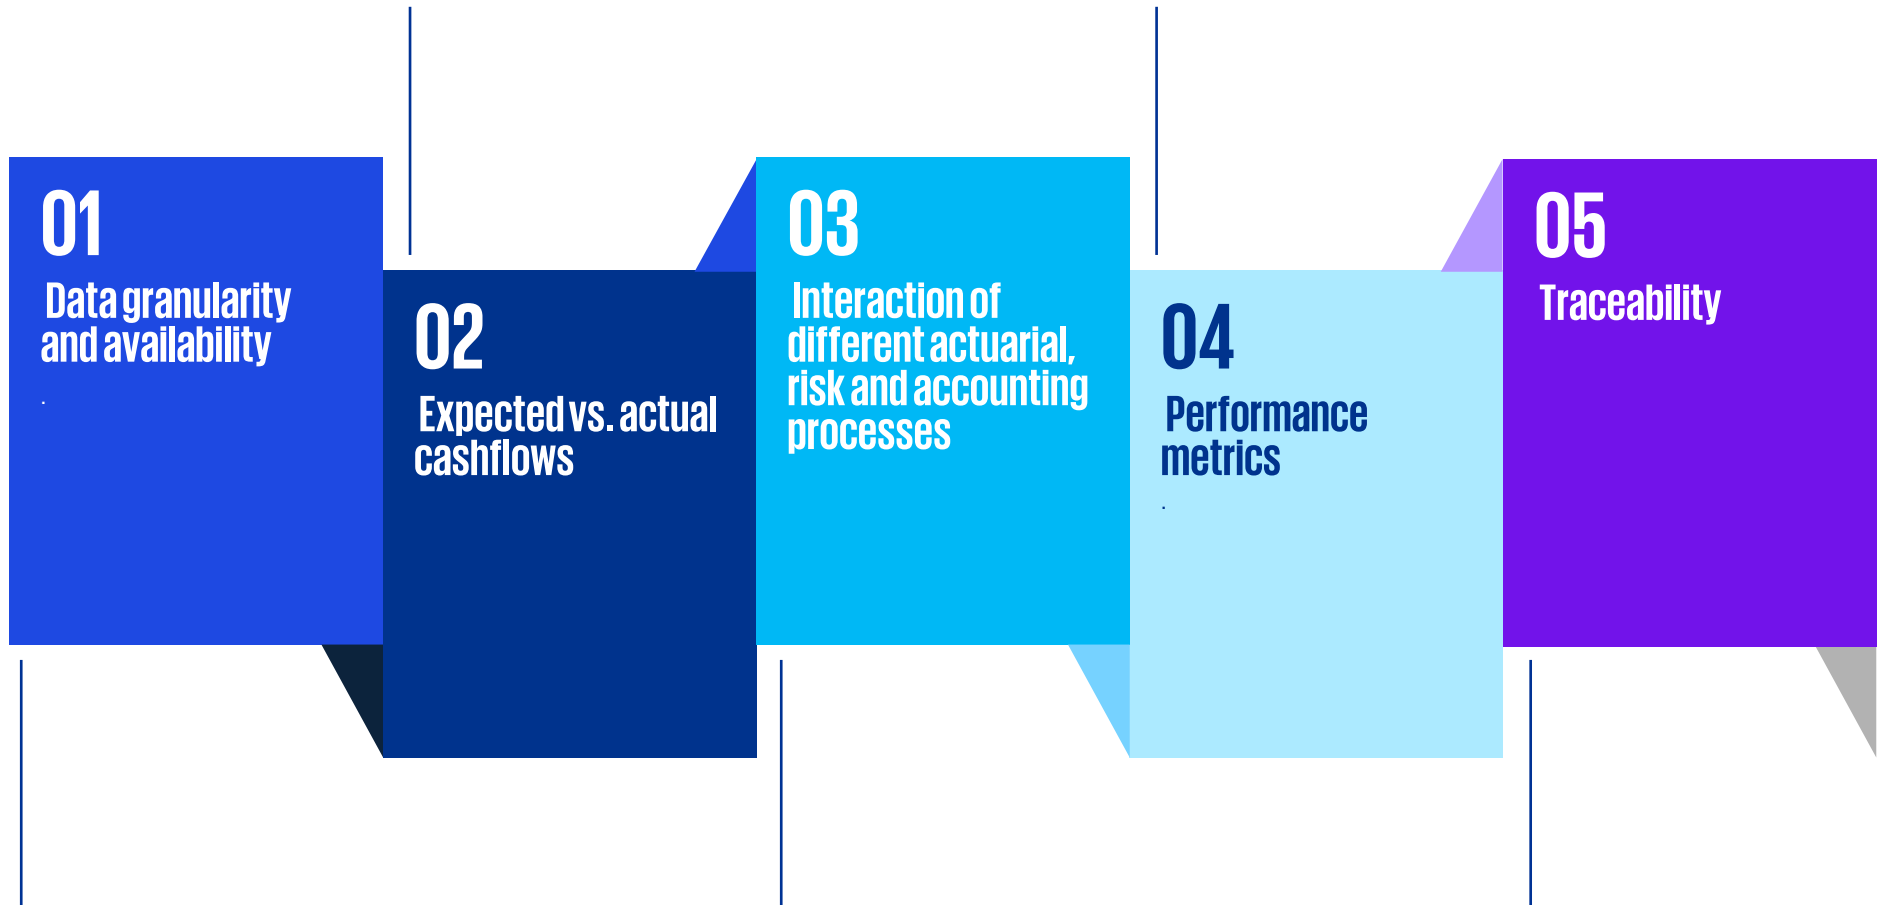 01
Data granularity
and availability
.
02
Expected vs. actual
cashflows
03
Interaction of
different actuarial,
risk and accounting
processes
04
Performance
metrics
.
05
Traceability